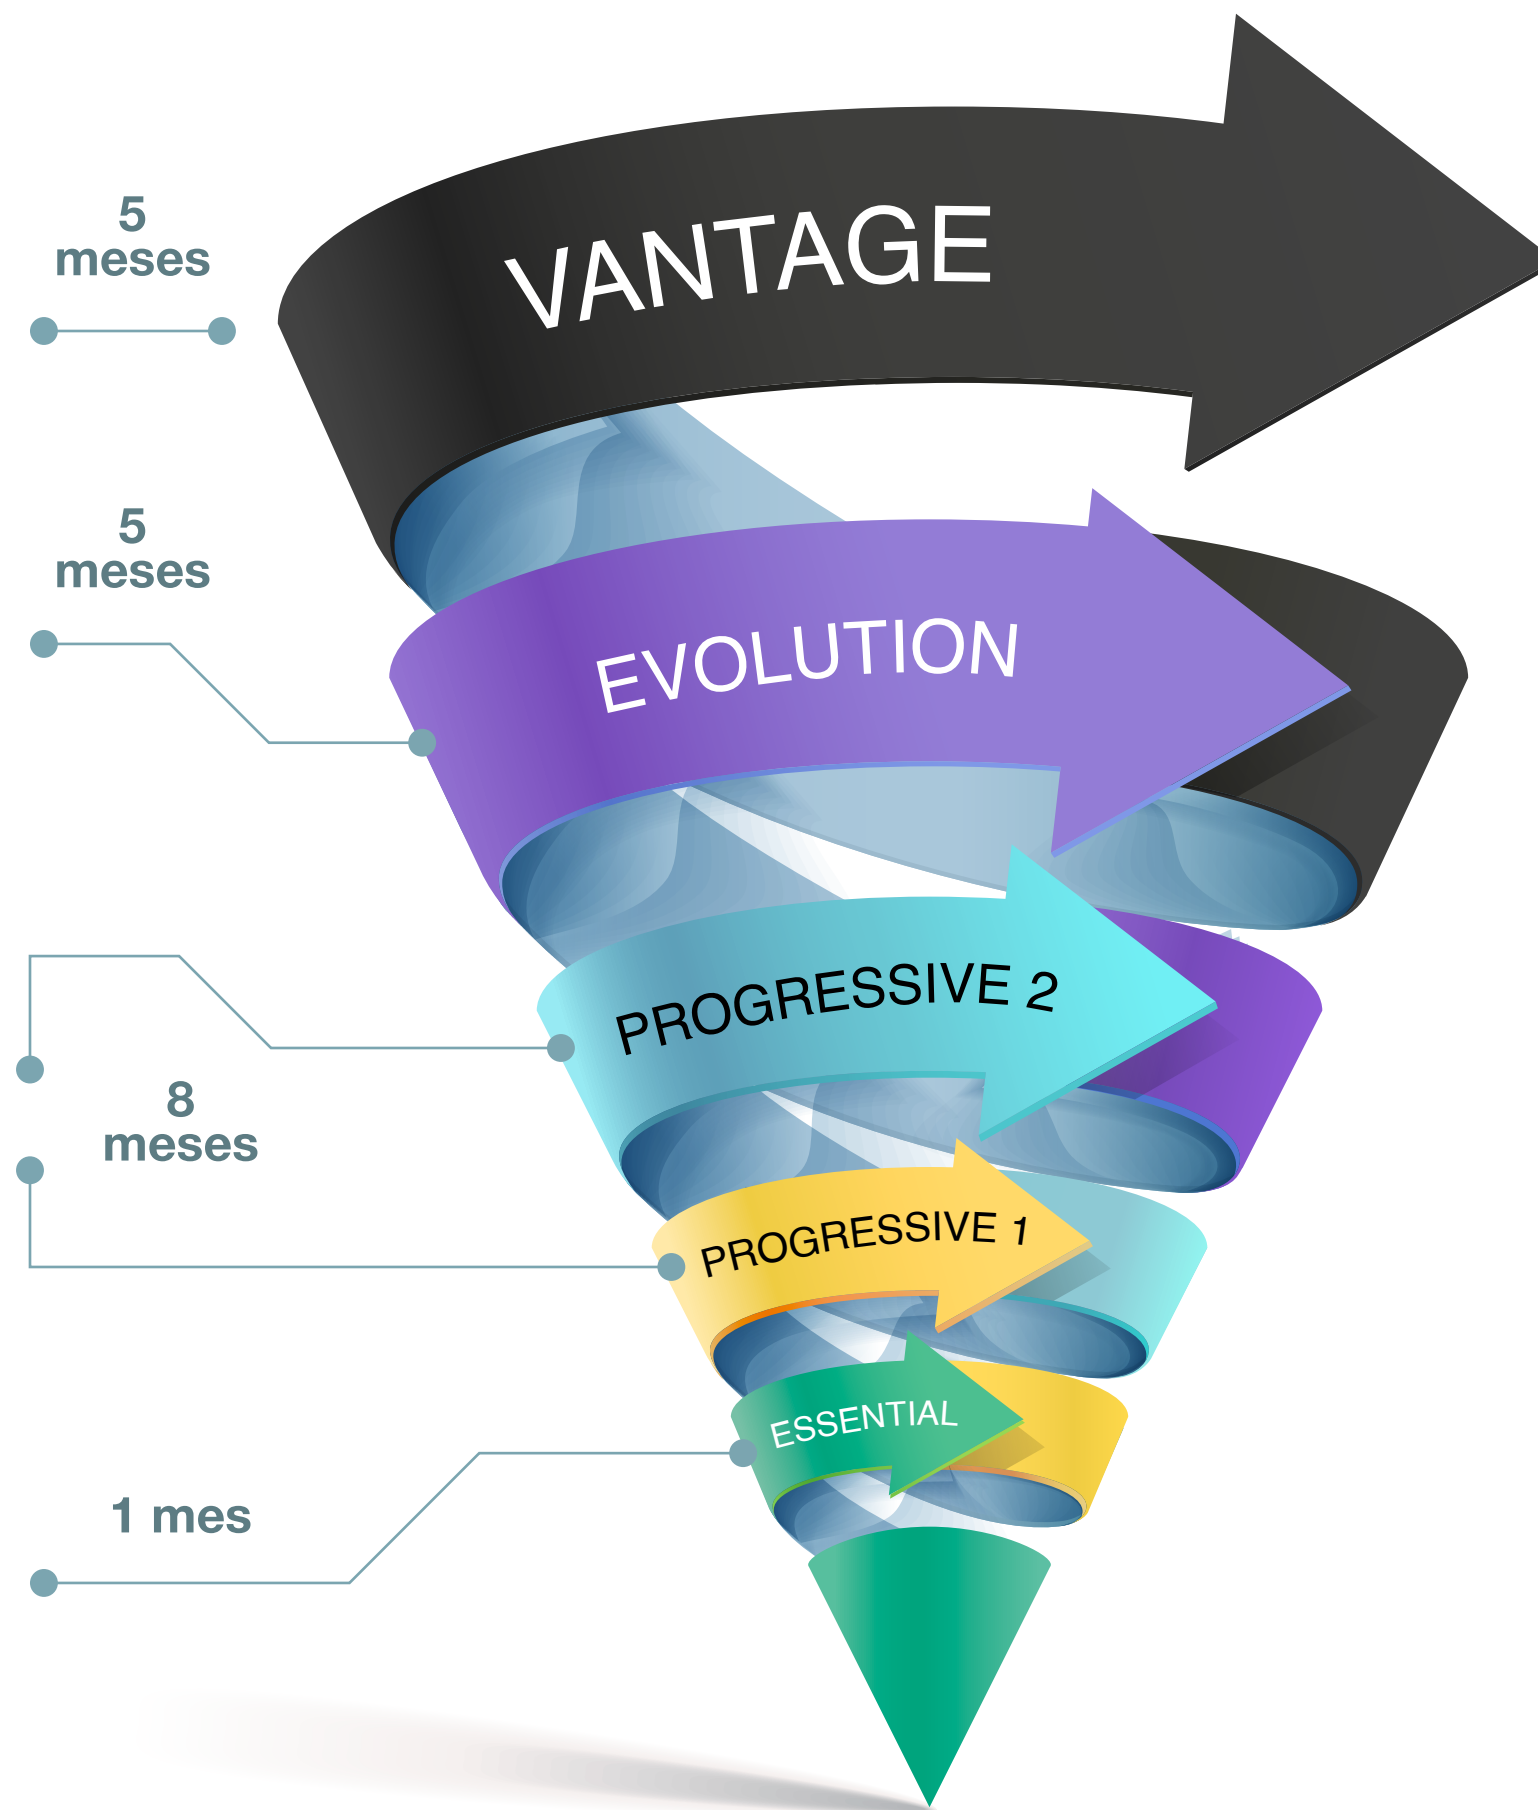 VANTAGE
5
meses
5
meses
EVOLUTION
PROGRESSIVE 2
8
meses
PROGRESSIVE 1
ESSENTIAL
1 mes